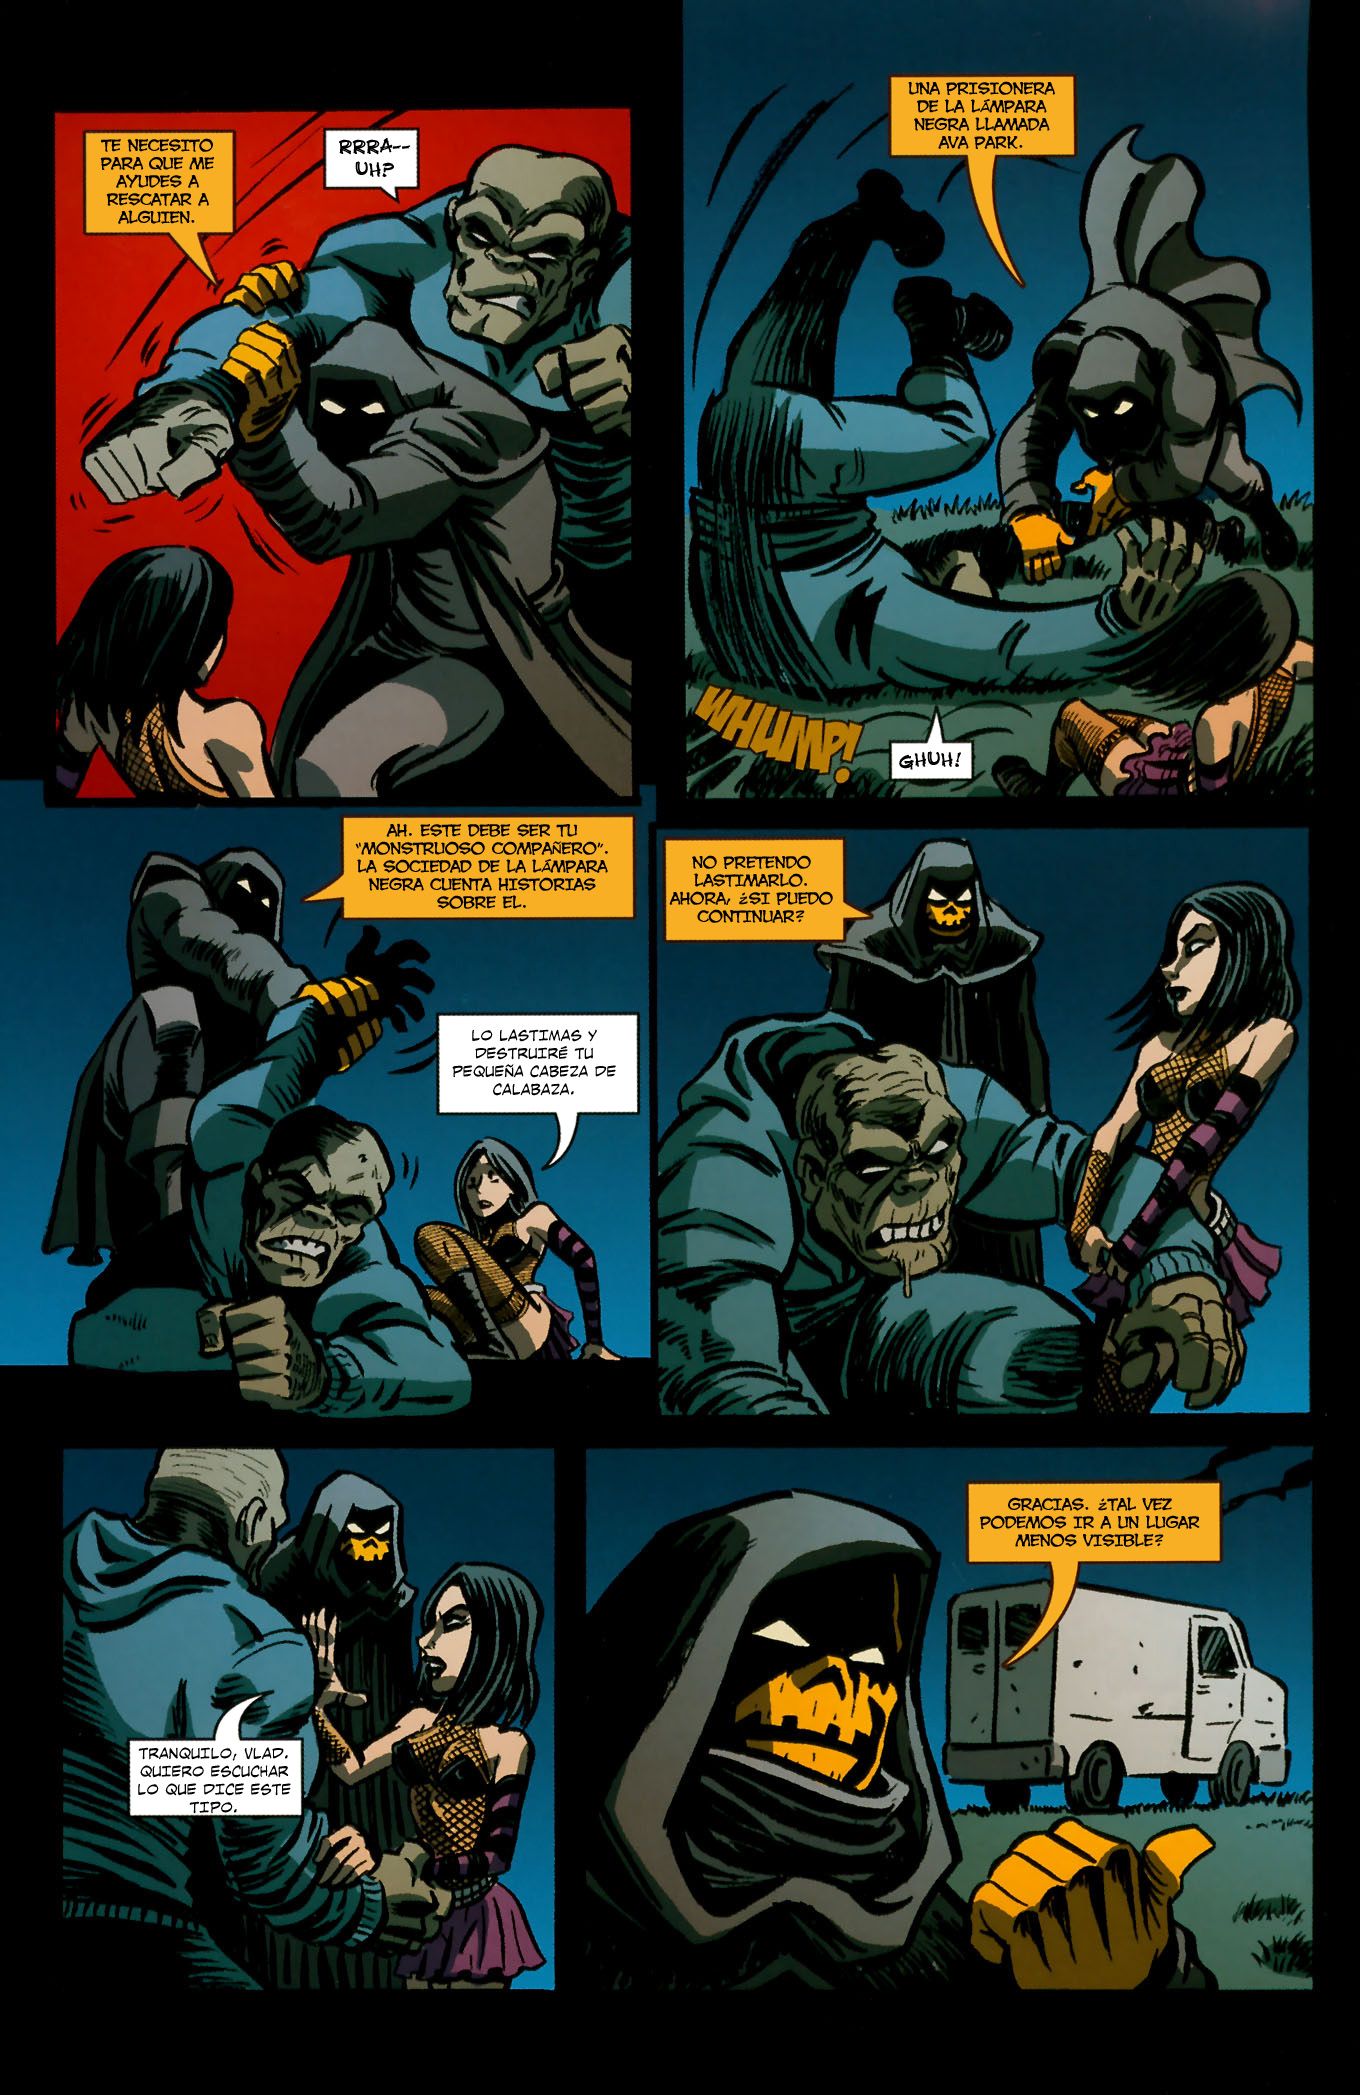 TE NECESITO
PARA QUE ME
AYUDES A
RESCATAR A
ALGUIEN.
RRRA--
UH?
UNA PRISIONERA
DE LA LÁMPARA
NEGRA LLAMADA
AVA PARK.
WHUMP!
GHUH!
AH. ESTE DEBE SER TU
"MONSTRUOSO COMPAÑERO".
LA SOCIEDAD DE LA LÁMPARA
NEGRA CUENTA HISTORIAS
SOBRE EL.
LO LASTIMAS Y
DESTRUIRÉ TU
PEQUEÑA CABEZA DE
CALABAZA.
NO PRETENDO
LASTIMARLO.
AHORA, ¿SI PUEDO
CONTINUAR?
TRANQUILO, VLAD.
QUIERO ESCUCHAR
LO QUE DICE ESTE
TIPO.
GRACIAS. ¿TAL VEZ
PODEMOS IR A UN LUGAR
MENOS VISIBLE?